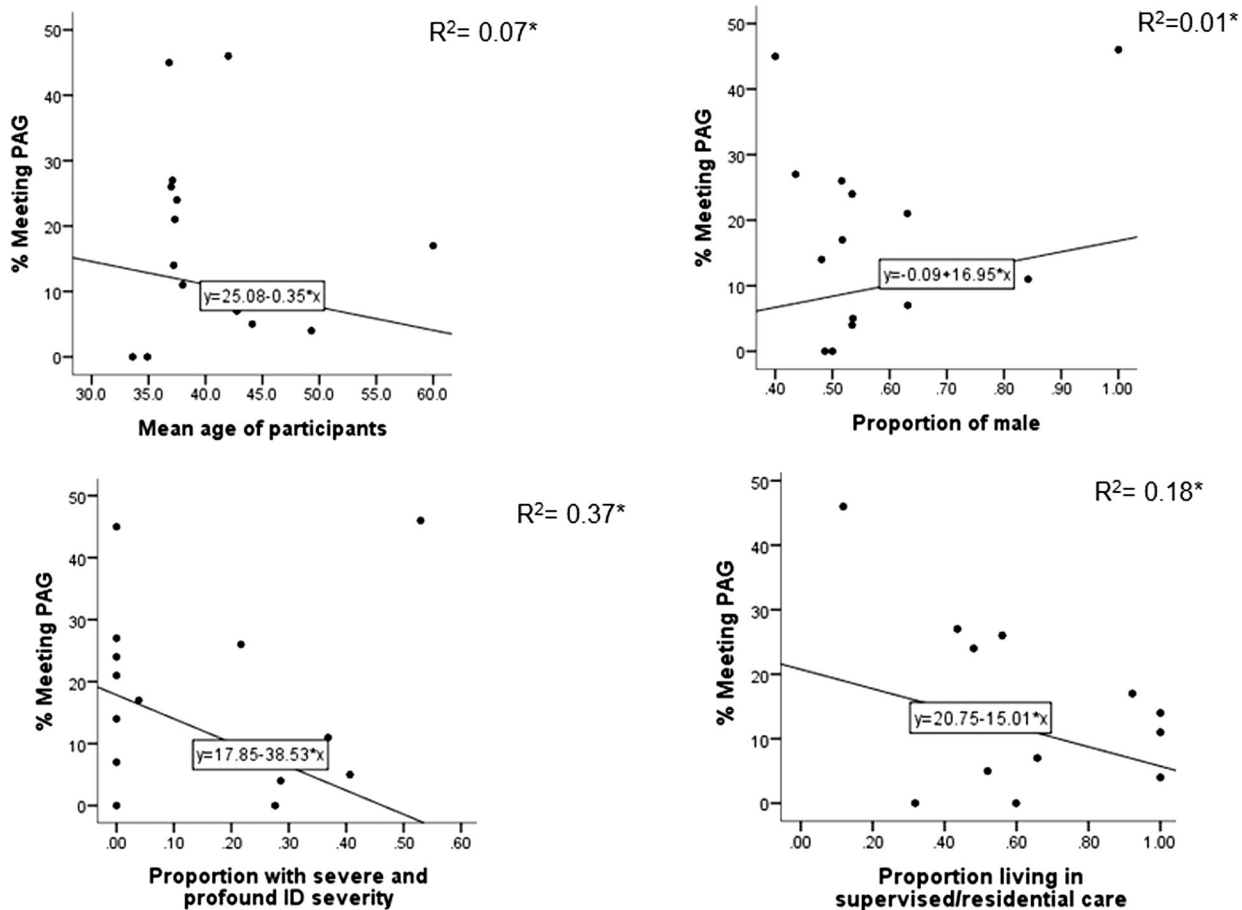 R²= 0.07*
% Meeting PAG
50
40
30
20
10
0
y=25.08-0.35*x
30.0 35.0 40.0 45.0 50.0 55.0 60.0
Mean age of participants
R²=0.01*
% Meeting PAG
50
40
30
20
10
0
y=-0.09+16.95*x
.40 .50 .60 .70 .80 .90 1.00
Proportion of male
R²= 0.37*
% Meeting PAG
50
40
30
20
10
0
y=17.85-38.53*x
.00 .10 .20 .30 .40 .50 .60
Proportion with severe and
profound ID severity
R²= 0.18*
% Meeting PAG
50
40
30
20
10
0
y=20.75-15.01*x
.00 .20 .40 .60 .80 1.00
Proportion living in
supervised/residential care